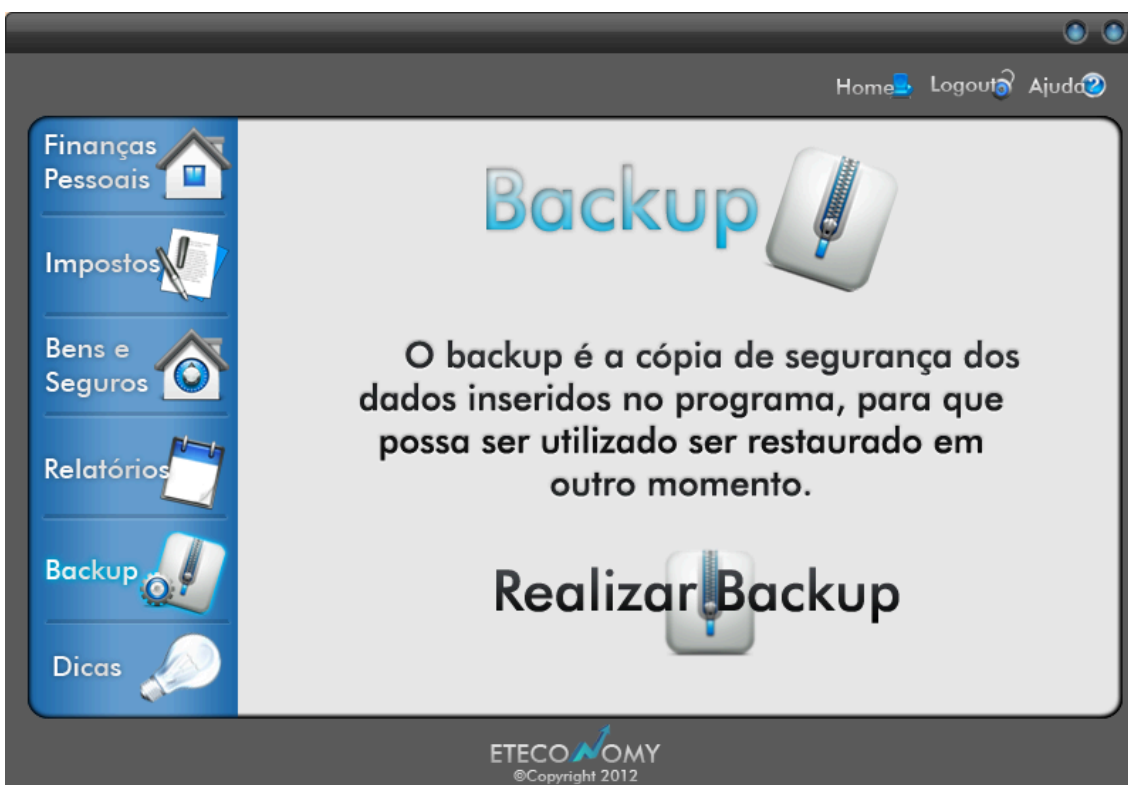 Home Logout Ajuda
Finanças
Pessoais
Impostos
Bens e
Seguros
Relatórios
Backup
Dicas
Backup
O backup é a cópia de segurança dos
dados inseridos no programa, para que
possa ser utilizado ser restaurado em
outro momento.
Realizar Backup
ETECONOMY
©Copyright 2012